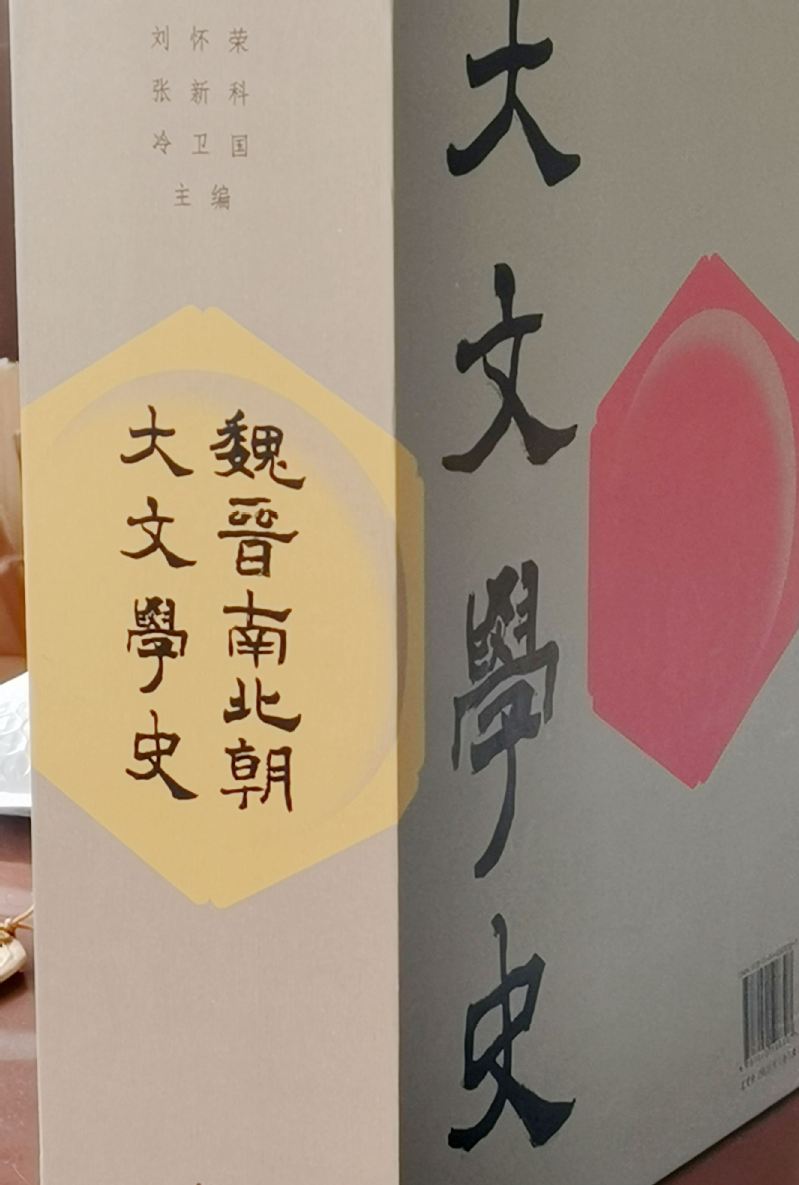 刘怀荣
张新科
冷卫国
主编
魏晉南北朝
大文學史
大文學史